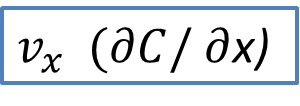 𝑣ₓ (∂C/ ∂x)